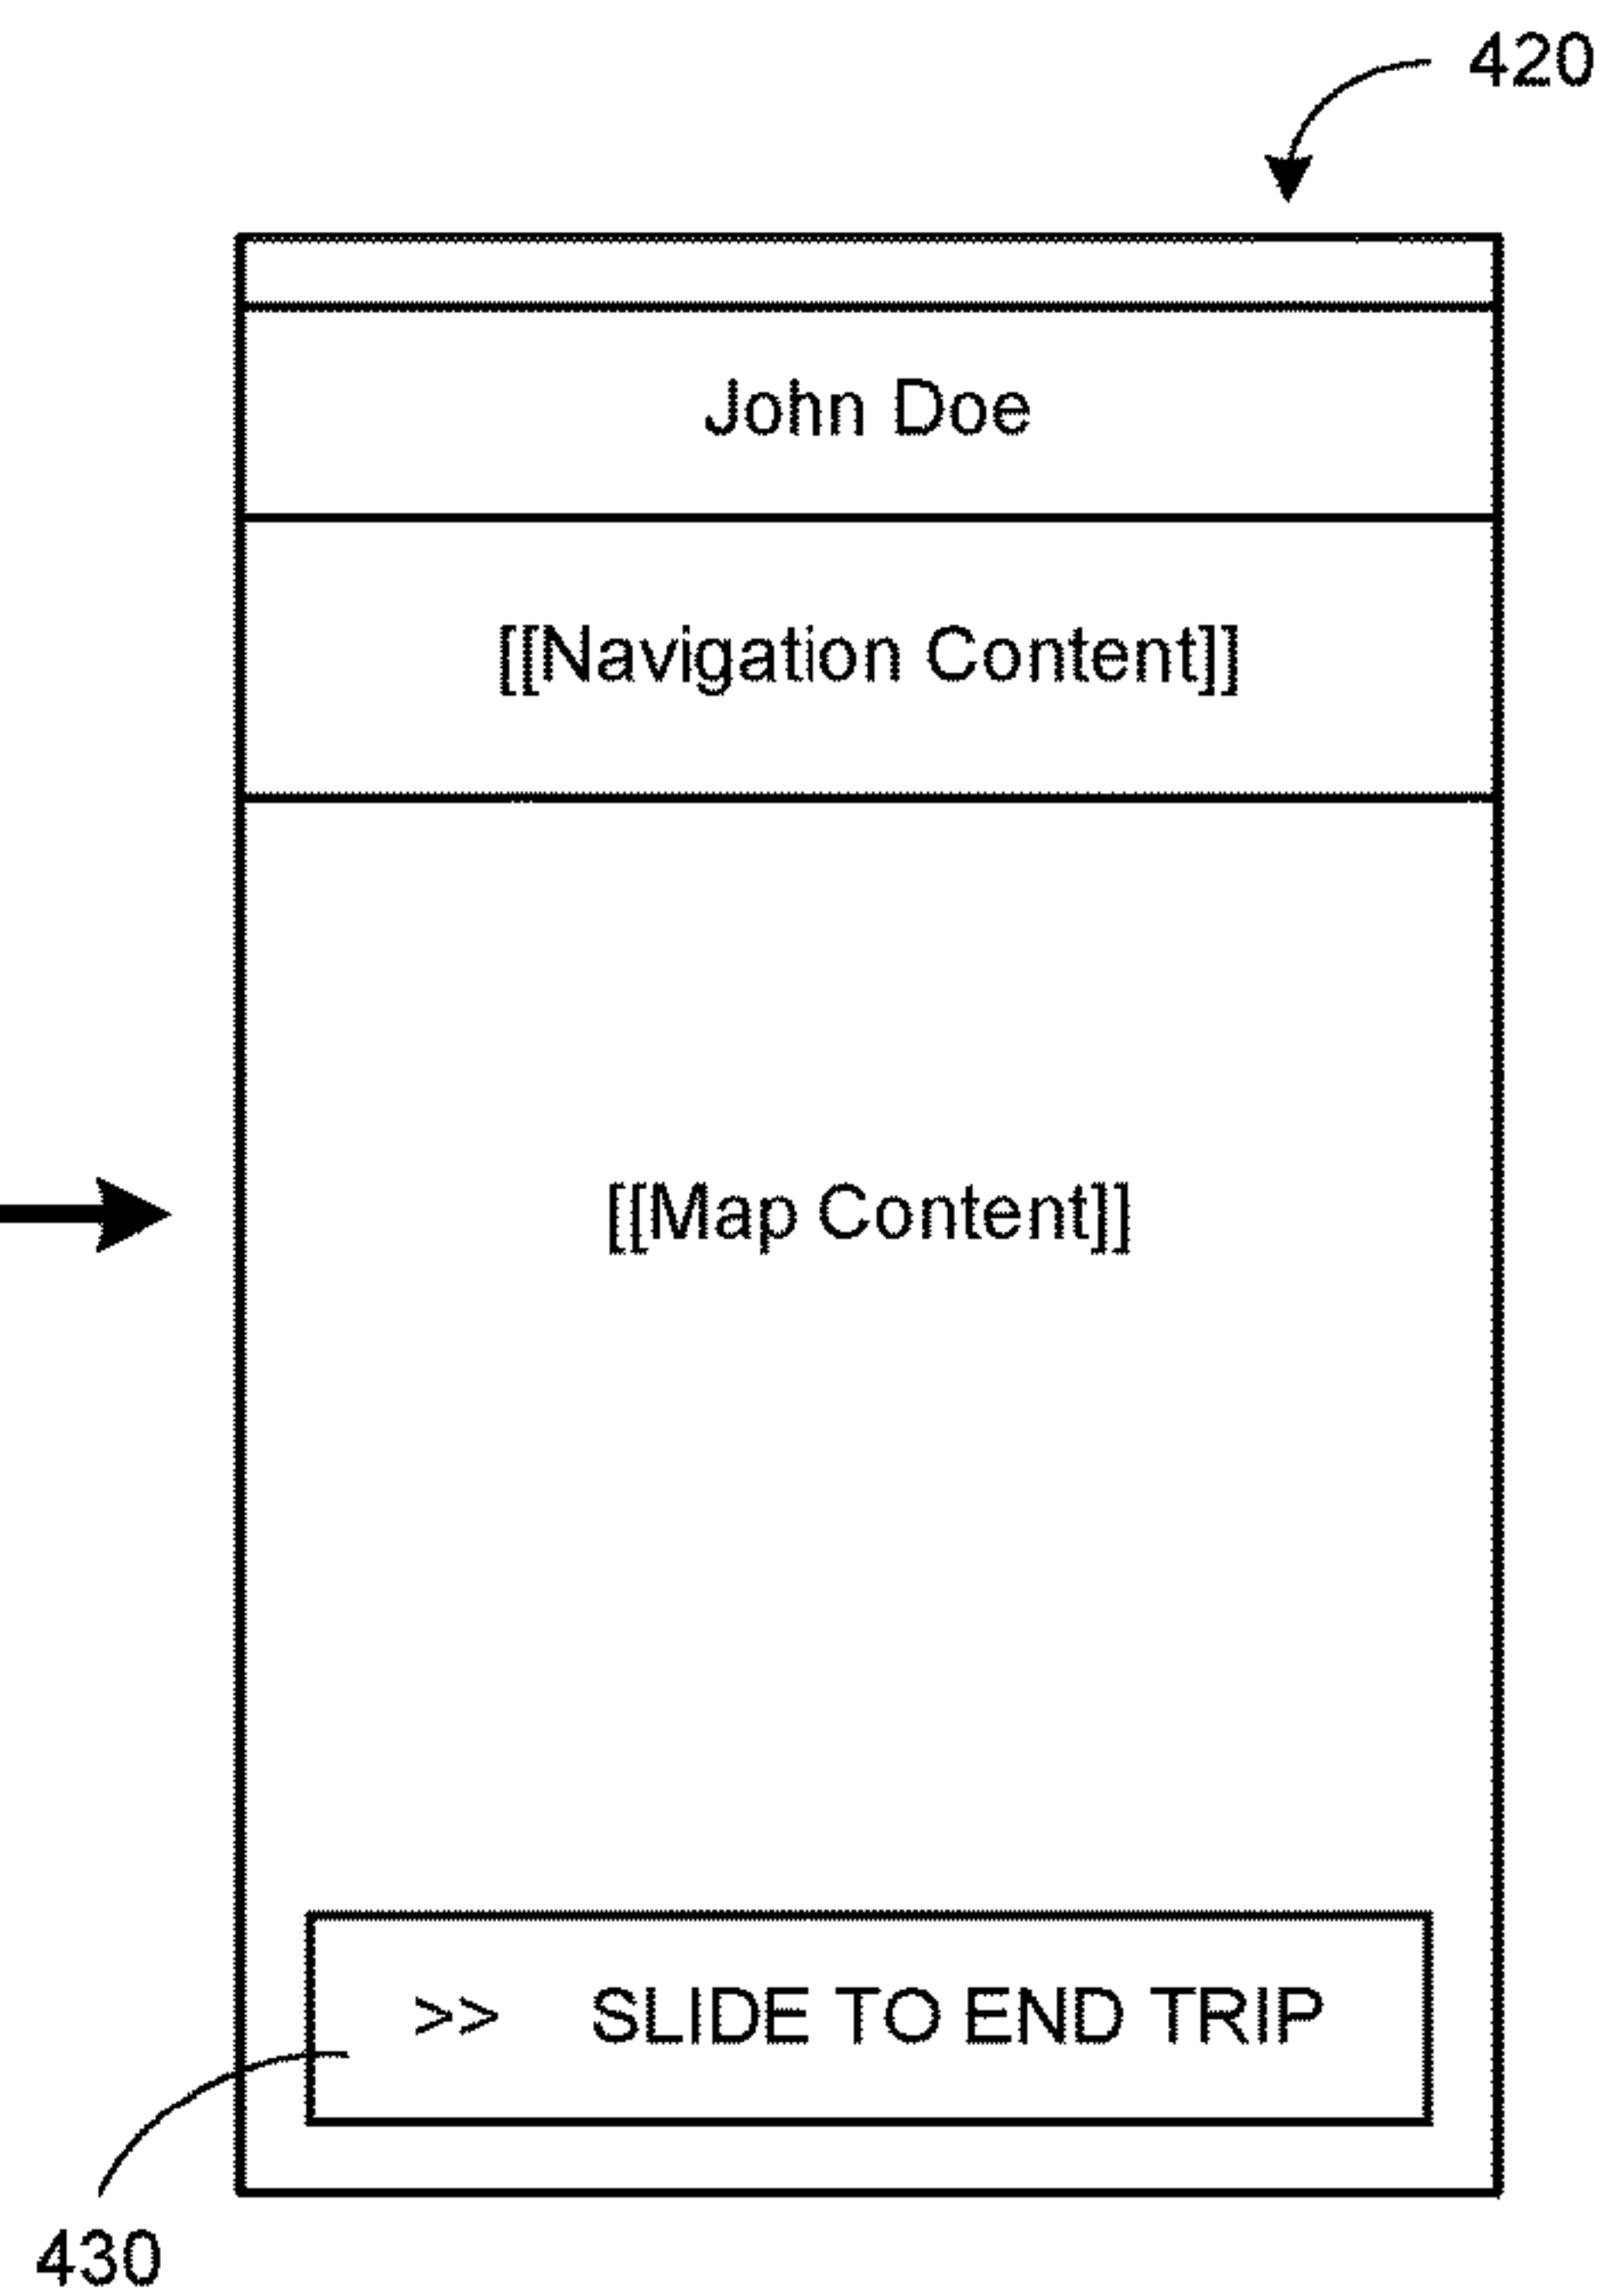 420
John Doe
[[Navigation Content]]
[[Map Content]]
>> SLIDE TO END TRIP
430